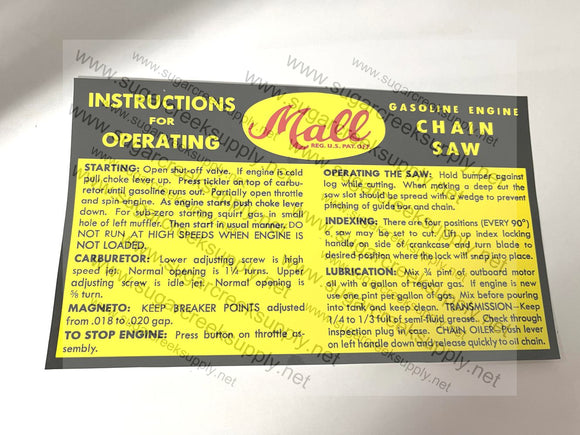 INSTRUCTIONS
FOR
OPERATING
Mall
REG. U.S. PAT. OFF.
GASOLINE ENGINE
CHAIN
SAW
STARTING: Open shut-off valve. If engine is cold
pull choke lever up. Press tickler on top of carbu-
retor until gasoline runs out. Partially open throttle
and spin engine. As engine starts push choke lever
down. For sub-zero starting squirt gas in small
hole of left muffler. Then start in usual manner. DO
NOT RUN AT HIGH SPEEDS WHEN ENGINE IS
NOT LOADED.
CARBURETOR: Lower adjusting screw is high
speed jet. Normal opening is 1¼ turns. Upper
adjusting screw is idle jet. Normal opening is
⅝ turn.
MAGNETO: KEEP BREAKER POINTS adjusted
from .018 to .020 gap.
TO STOP ENGINE: Press button on throttle as-
sembly.
OPERATING THE SAW: Hold bumper against
log while cutting. When making a deep cut the
saw slot should be spread with a wedge to prevent
pinching of guide bar and chain.
INDEXING: There are four positions (EVERY 90°)
a saw may be set to cut. Lift up index locking
handle on side of crankcase and turn blade to
desired position where the lock will snap into place.
LUBRICATION: Mix ¾ pint of outboard motor
oil with a gallon of regular gas. If engine is new
use one pint per gallon of gas. Mix before pouring
into tank and keep clean. TRANSMISSION—Keep
1/4 to 1/3 full of semi-fluid grease. Check through
inspection plug in case. CHAIN OILER—Push lever
on left handle down and release quickly to oil chain.
www.sugarcreeksupply.net